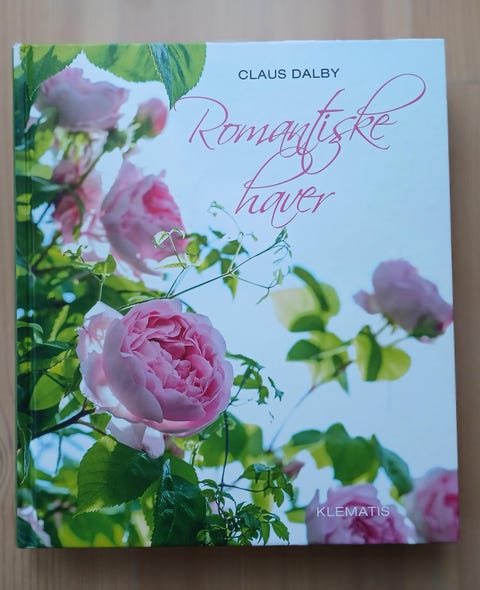 CLAUS DALBY
Romantiske
haver
KLEMATIS